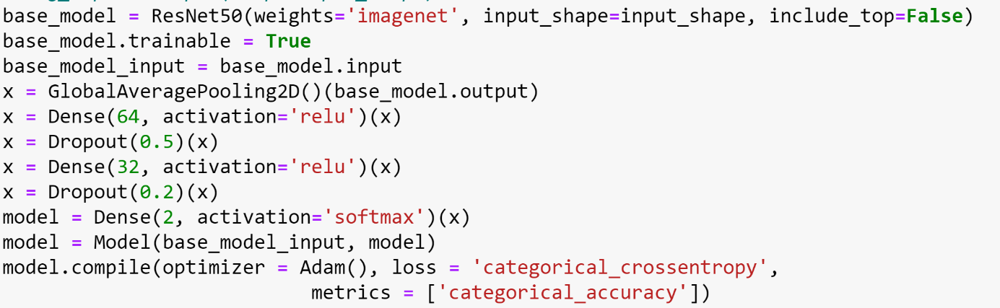 base_model = ResNet50(weights='imagenet', input_shape=input_shape, include_top=False)
base_model.trainable = True
base_model_input = base_model.input
x = GlobalAveragePooling2D()(base_model.output)
x = Dense(64, activation='relu')(x)
x = Dropout(0.5)(x)
x = Dense(32, activation='relu')(x)
x = Dropout(0.2)(x)
model = Dense(2, activation='softmax')(x)
model = Model(base_model_input, model)
model.compile(optimizer = Adam(), loss = 'categorical_crossentropy',
metrics = ['categorical_accuracy'])